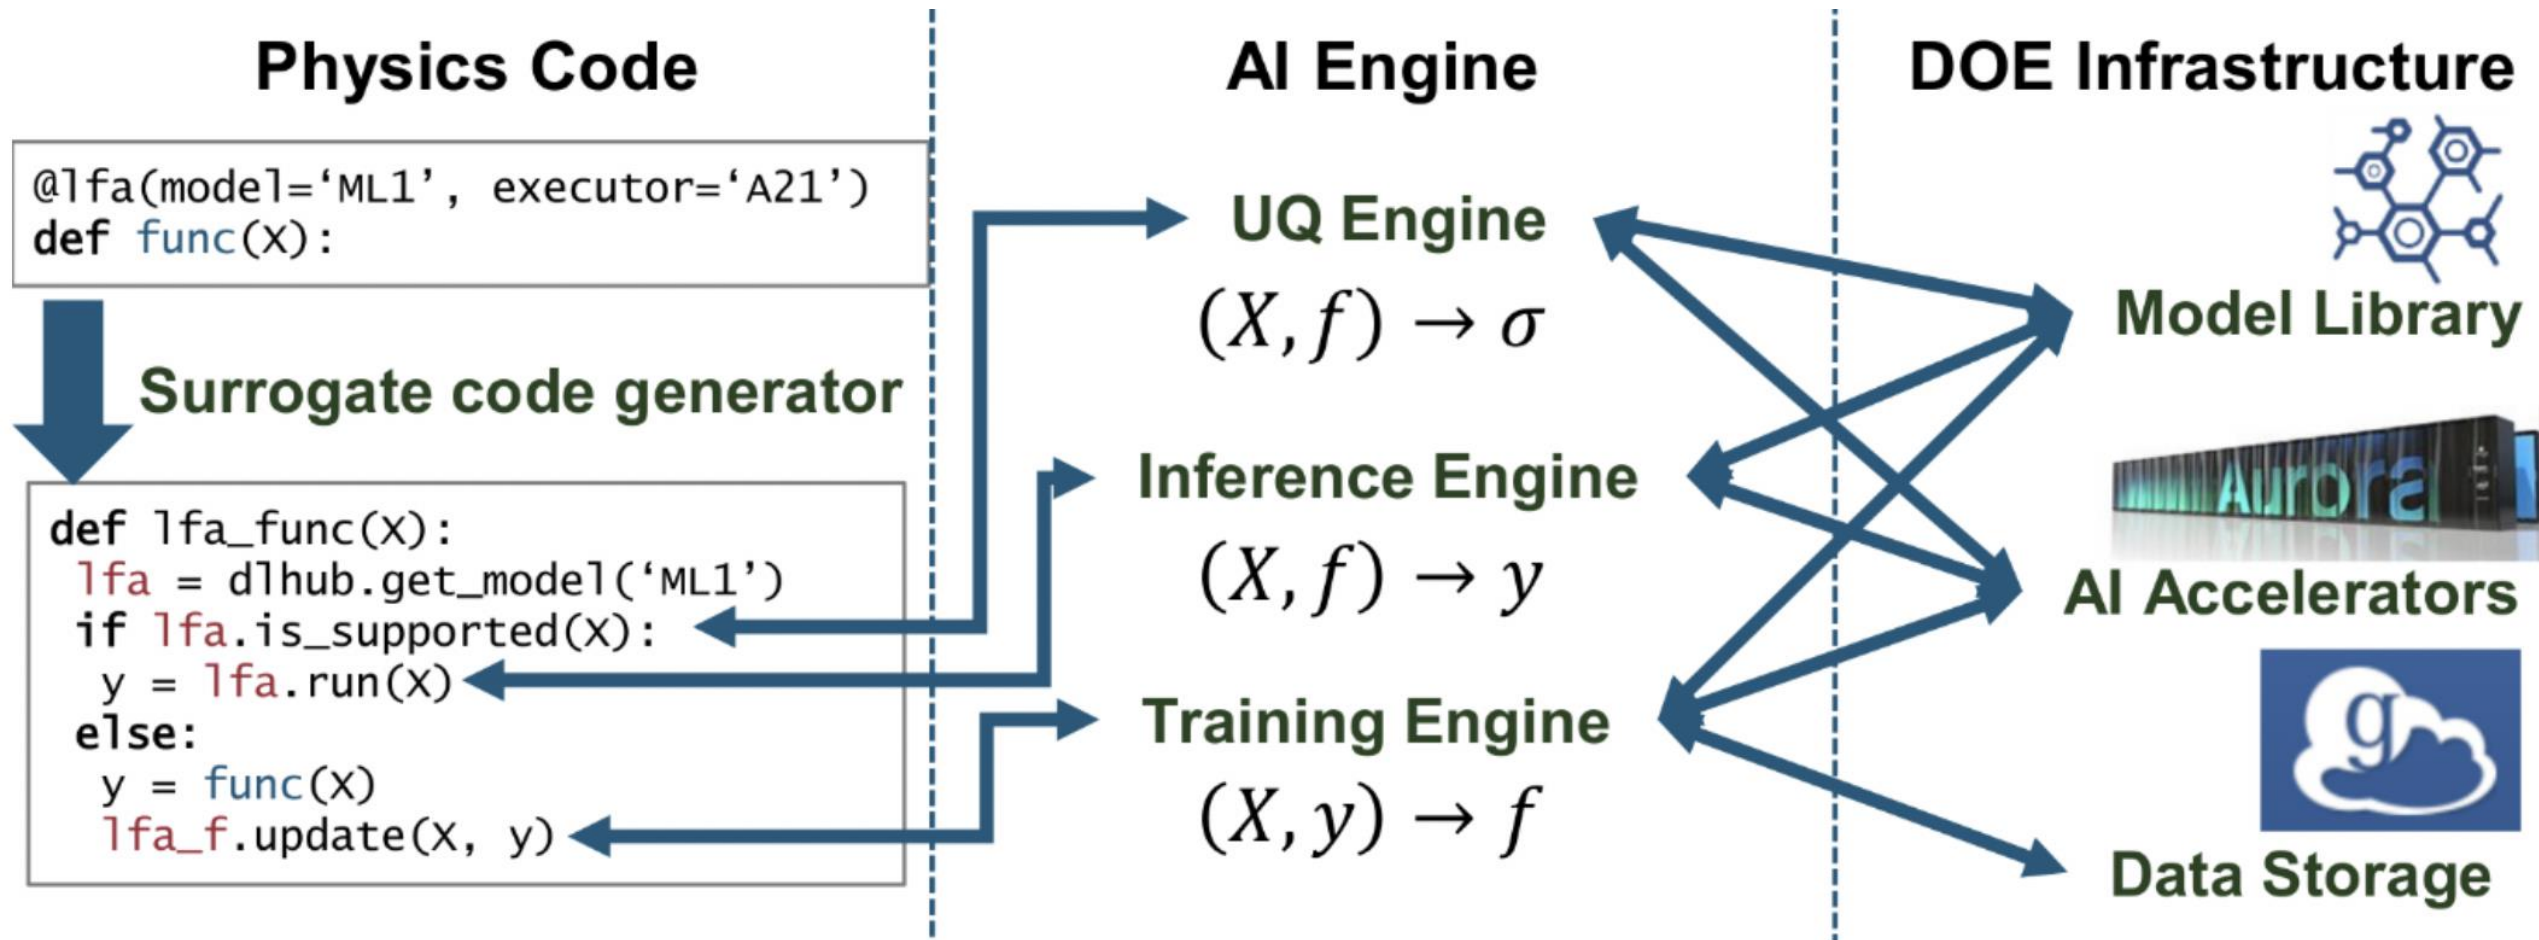 Physics Code
@lfa(model=‘ML1’, executor=‘A21’)
def func(X):
Surrogate code generator
def lfa_func(X):
lfa = dlhub.get_model(‘ML1’)
if lfa.is_supported(X):
y = lfa.run(X)
else:
y = func(X)
lfa_f.update(X, y)
AI Engine
UQ Engine
(X, f) → σ
Inference Engine
(X, f) → y
Training Engine
(X, y) → f
DOE Infrastructure
Model Library
Aurora
AI Accelerators
g
Data Storage